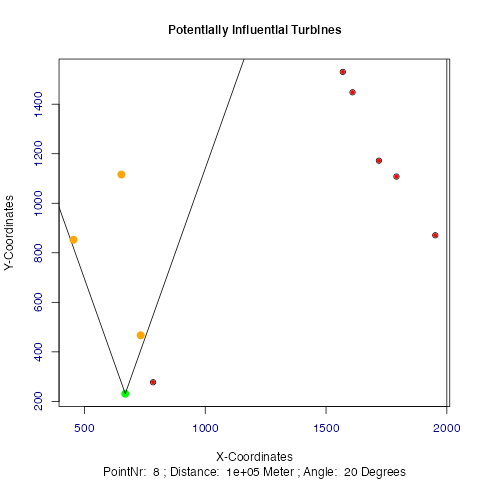 Potentially Influential Turbines
1400
1200
1000
800
600
400
200
Y-Coordinates
500 1000 1500 2000
X-Coordinates
PointNr: 8 ; Distance: 1e+05 Meter ; Angle: 20 Degrees